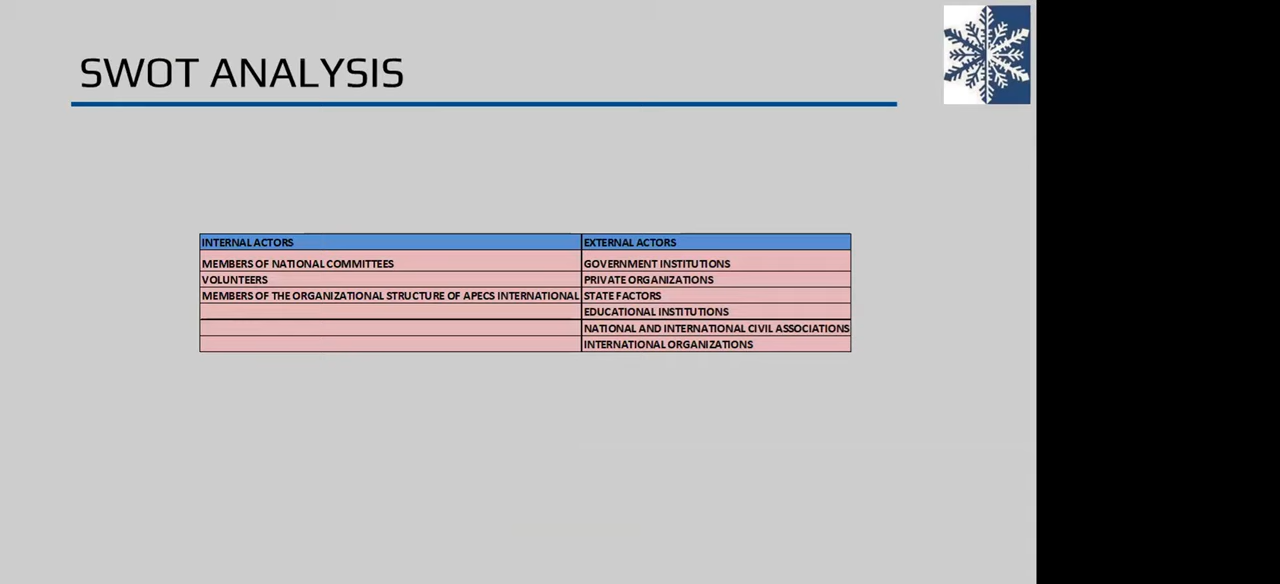 SWOT ANALYSIS
INTERNAL ACTORS EXTERNAL ACTORS
MEMBERS OF NATIONAL COMMITTEES GOVERNMENT INSTITUTIONS
VOLUNTEERS PRIVATE ORGANIZATIONS
MEMBERS OF THE ORGANIZATIONAL STRUCTURE OF APECS INTERNATIONAL STATE FACTORS
EDUCATIONAL INSTITUTIONS
NATIONAL AND INTERNATIONAL CIVIL ASSOCIATIONS
INTERNATIONAL ORGANIZATIONS